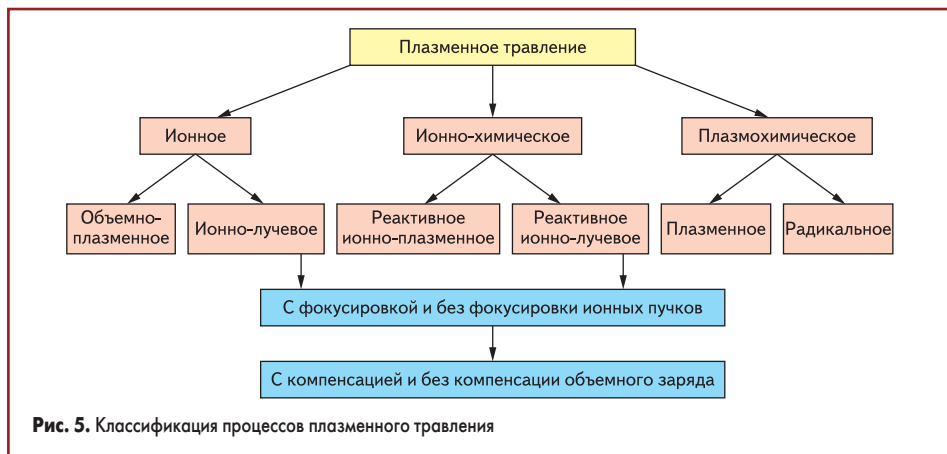 Плазменное травление
Ионное
Ионно-химическое
Плазмохимическое
Объемно-
плазменное
Ионно-лучевое
Реактивное
ионно-плазменное
Реактивное
ионно-лучевое
Плазменное
Радикальное
С фокусировкой и без фокусировки ионных пучков
С компенсацией и без компенсации объемного заряда
Рис. 5. Классификация процессов плазменного травления